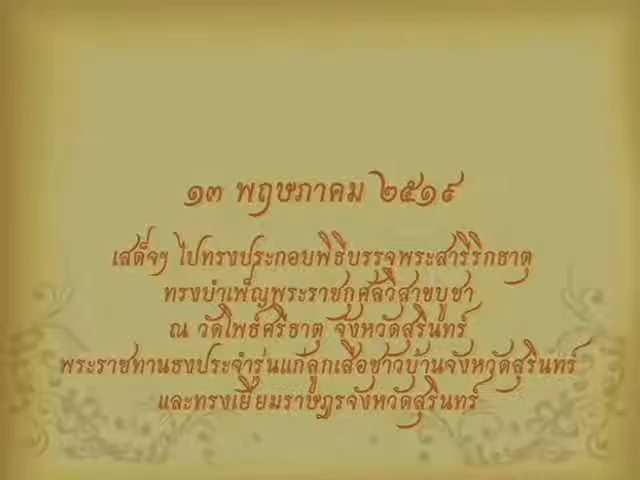 ๑๓ พฤษภาคม ๒๕๑๙
เสด็จฯ ไปทรงประกอบพิธีบรรจุพระสารีริกธาตุ
ทรงบำเพ็ญพระราชกุศลวิสาขบูชา
ณ วัดโพธิ์ศรีธาตุ จังหวัดสุรินทร์
พระราชทานธงประจำรุ่นแก่ลูกเสือชาวบ้านจังหวัดสุรินทร์
และทรงเยี่ยมราษฎรจังหวัดสุรินทร์